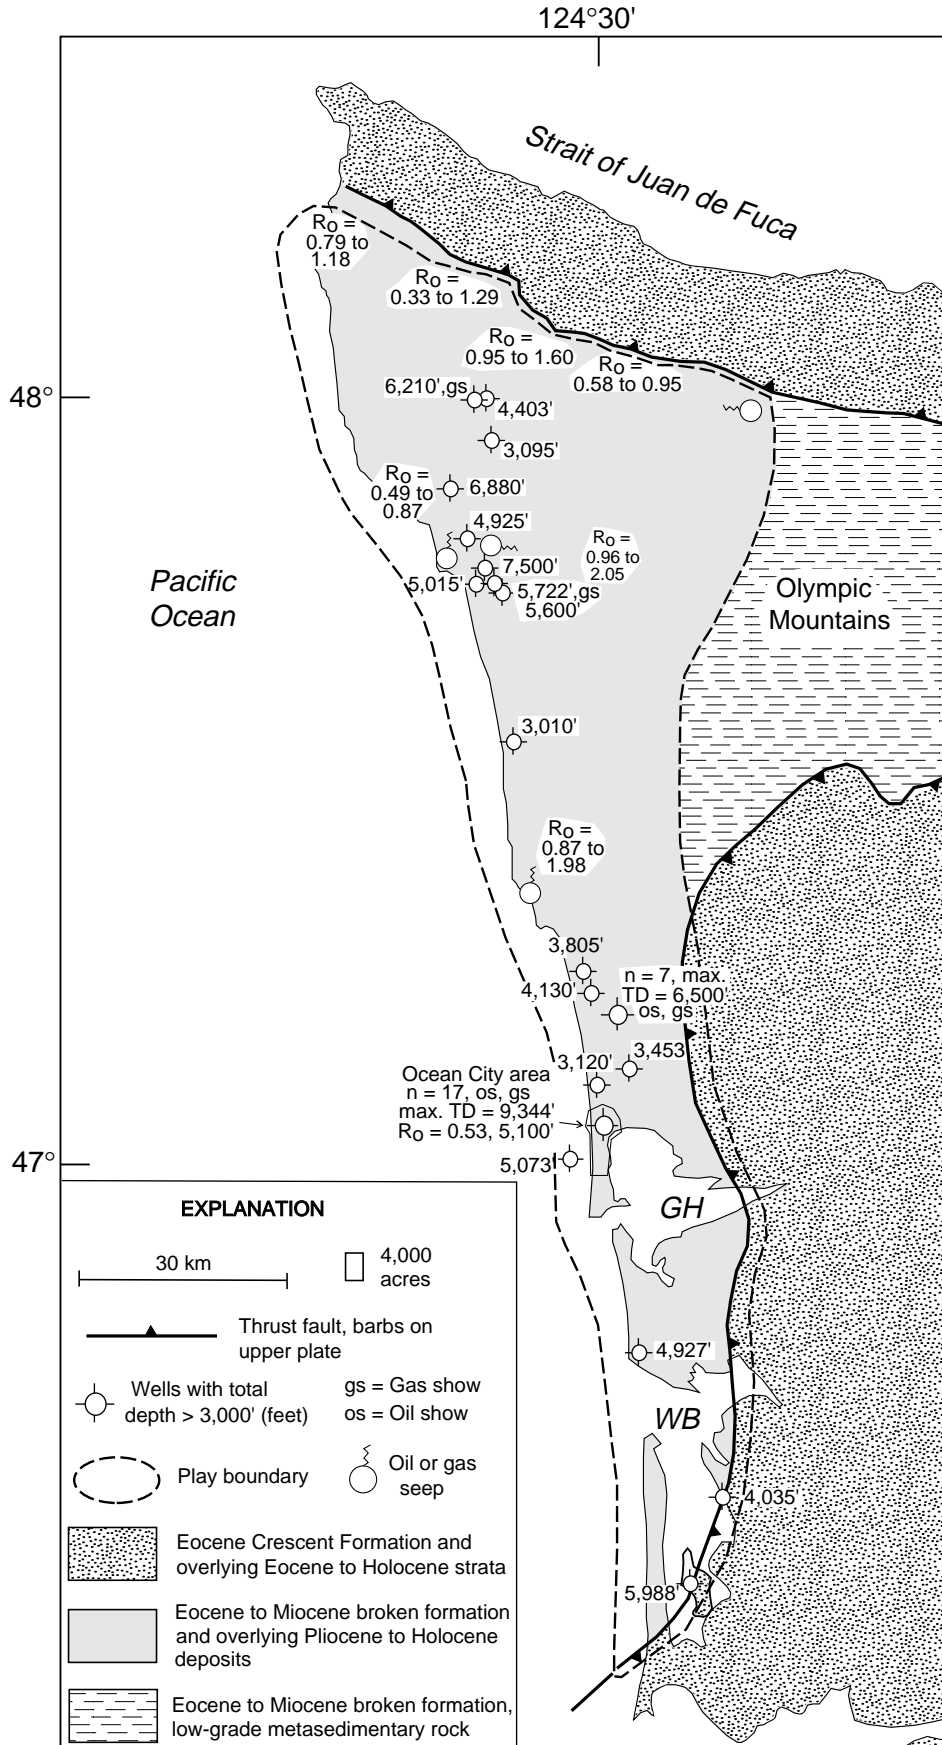 124°30'
Strait of Juan de Fuca
Ro =
0.79 to
1.18
Ro =
0.33 to 1.29
Ro =
0.95 to 1.60
Ro =
0.58 to 0.95
48°
6,210',gs
4,403'
3,095'
Ro =
0.49 to
0.87
6,880'
4,925'
Ro =
0.96 to
2.05
7,500'
5,015'
5,722',gs
5,600'
Pacific
Ocean
Olympic
Mountains
3,010'
Ro =
0.87 to
1.98
3,805'
4,130'
n = 7, max.
TD = 6,500'
os, gs
3,453'
3,120'
Ocean City area
n = 17, os, gs
max. TD = 9,344'
Ro = 0.53, 5,100'
47°
5,073'
GH
4,927'
WB
4,035'
5,988'
EXPLANATION
30 km
4,000
acres
Thrust fault, barbs on
upper plate
Wells with total
depth > 3,000' (feet)
gs = Gas show
os = Oil show
Play boundary
Oil or gas
seep
Eocene Crescent Formation and
overlying Eocene to Holocene strata
Eocene to Miocene broken formation
and overlying Pliocene to Holocene
deposits
Eocene to Miocene broken formation,
low-grade metasedimentary rock